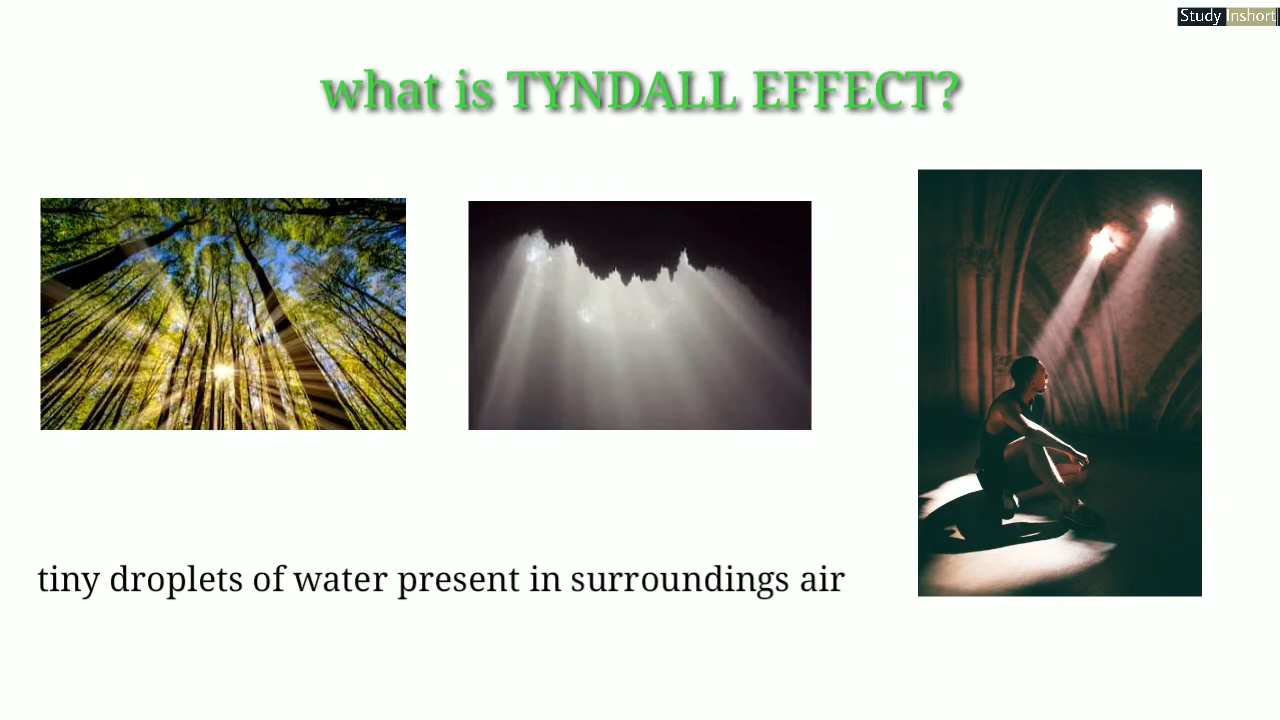 Study Inshort
what is TYNDALL EFFECT?
tiny droplets of water present in surroundings air